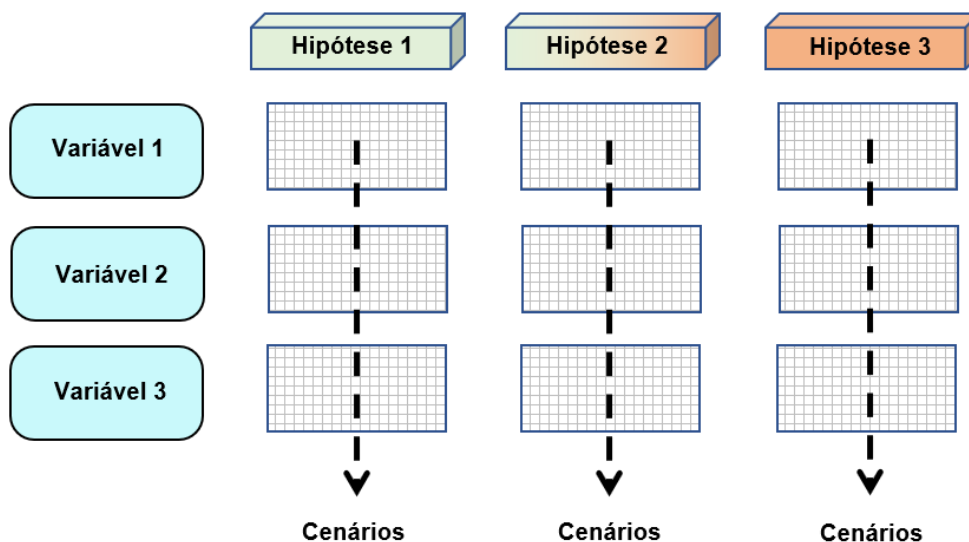 Hipótese 1
Hipótese 2
Hipótese 3
Variável 1
Variável 2
Variável 3
Cenários
Cenários
Cenários